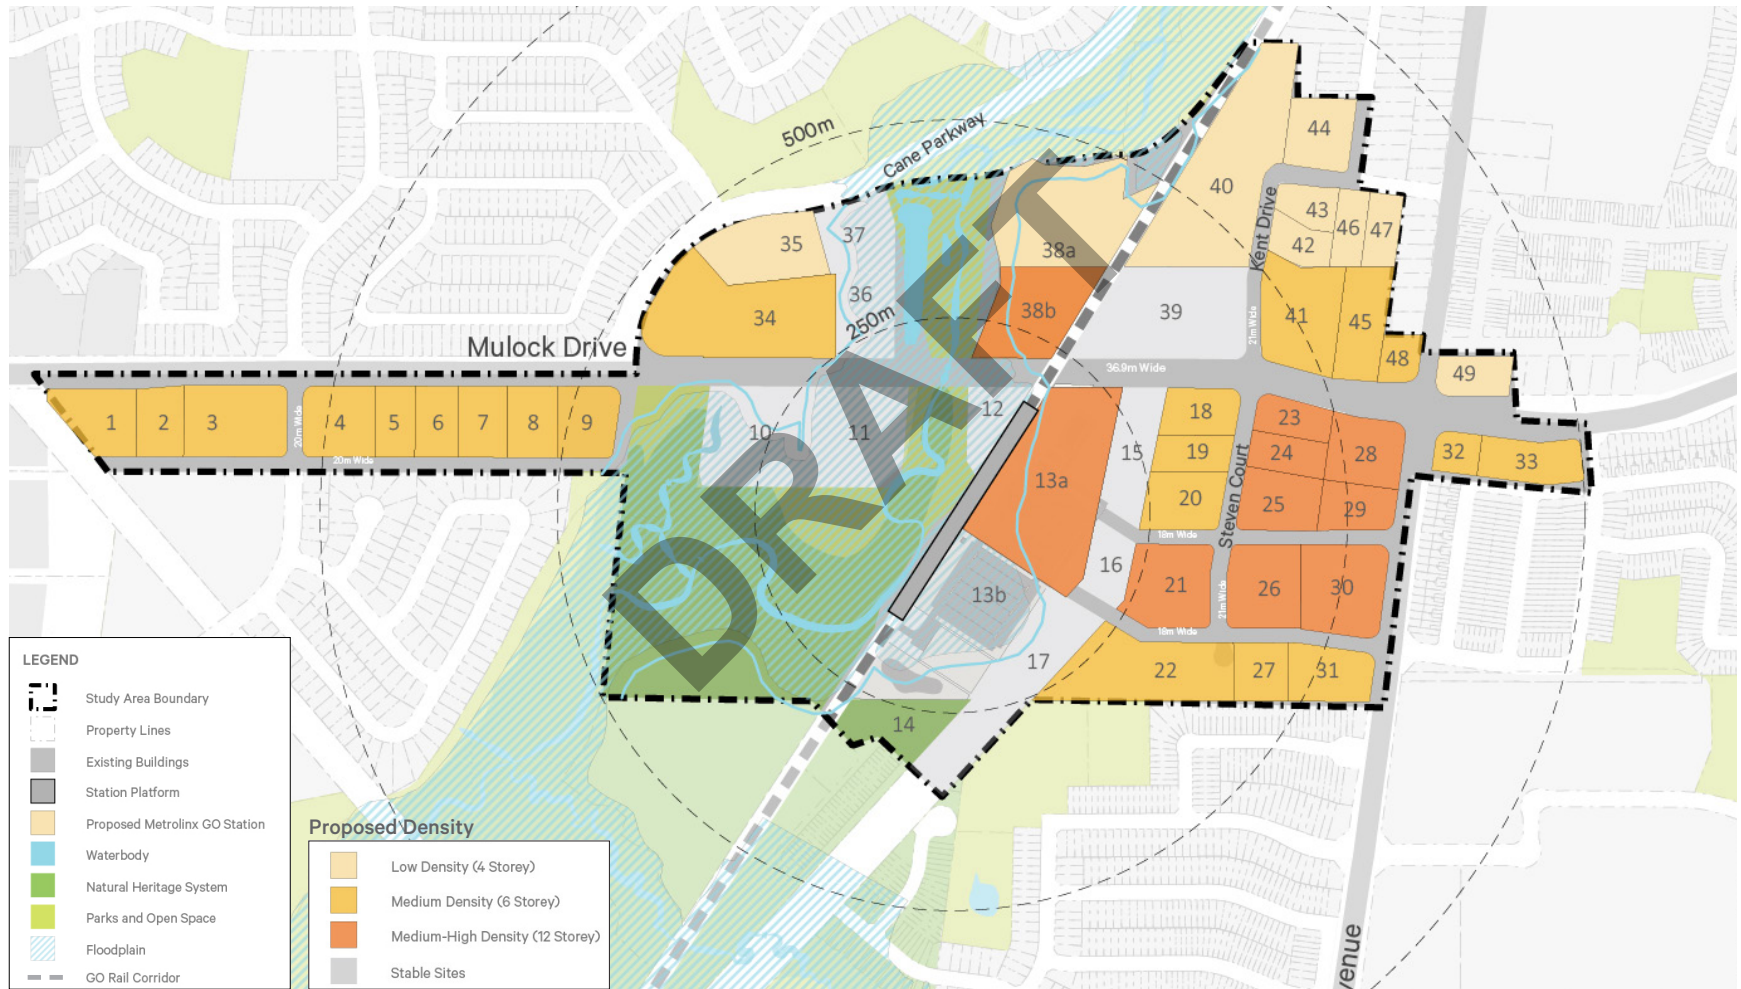 500m
Cane Parkway
44
40
Kent Drive
43
46
47
42
35
37
38a
36
250m
34
38b
39
21m Wide
41
45
48
Mulock Drive
36.9m Wide
49
1
2
3
20m Wide
4
5
6
7
8
9
20m Wide
10
11
12
13a
15
18
19
20
Steven Court
23
24
25
28
29
32
33
18m Wide
16
21
21m Wide
26
30
13b
18m Wide
17
22
27
31
14
DRAFT
venue
LEGEND
Study Area Boundary
Property Lines
Existing Buildings
Station Platform
Proposed Metrolinx GO Station
Waterbody
Natural Heritage System
Parks and Open Space
Floodplain
GO Rail Corridor
Proposed Density
Low Density (4 Storey)
Medium Density (6 Storey)
Medium-High Density (12 Storey)
Stable Sites